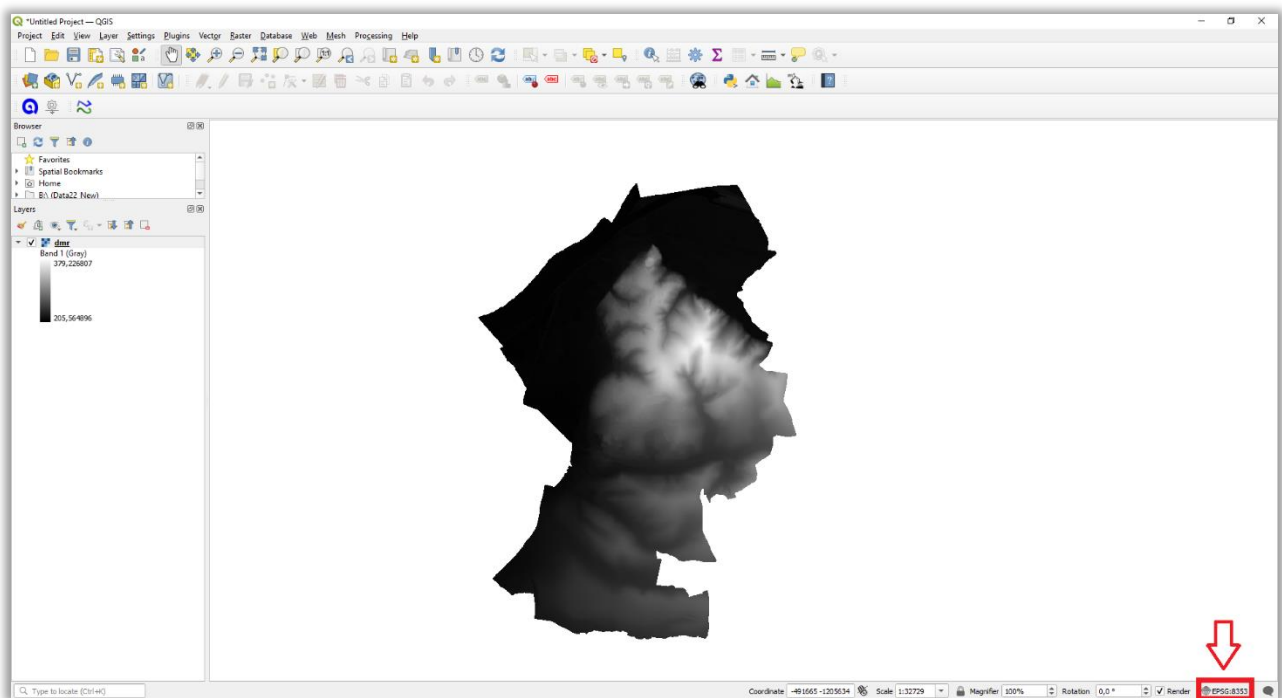 *Untitled Project — QGIS
Project Edit View Layer Settings Plugins Vector Raster Database Web Mesh Processing Help
Browser
Favorites
Spatial Bookmarks
Home
B:\ (Data22_New)
Layers
dmr
Band 1 (Gray)
379,226807
205,564896
Type to locate (Ctrl+K)
Coordinate -491665 -1205634 Scale 1:32729 Magnifier 100% Rotation 0,0 ° Render EPSG:8353